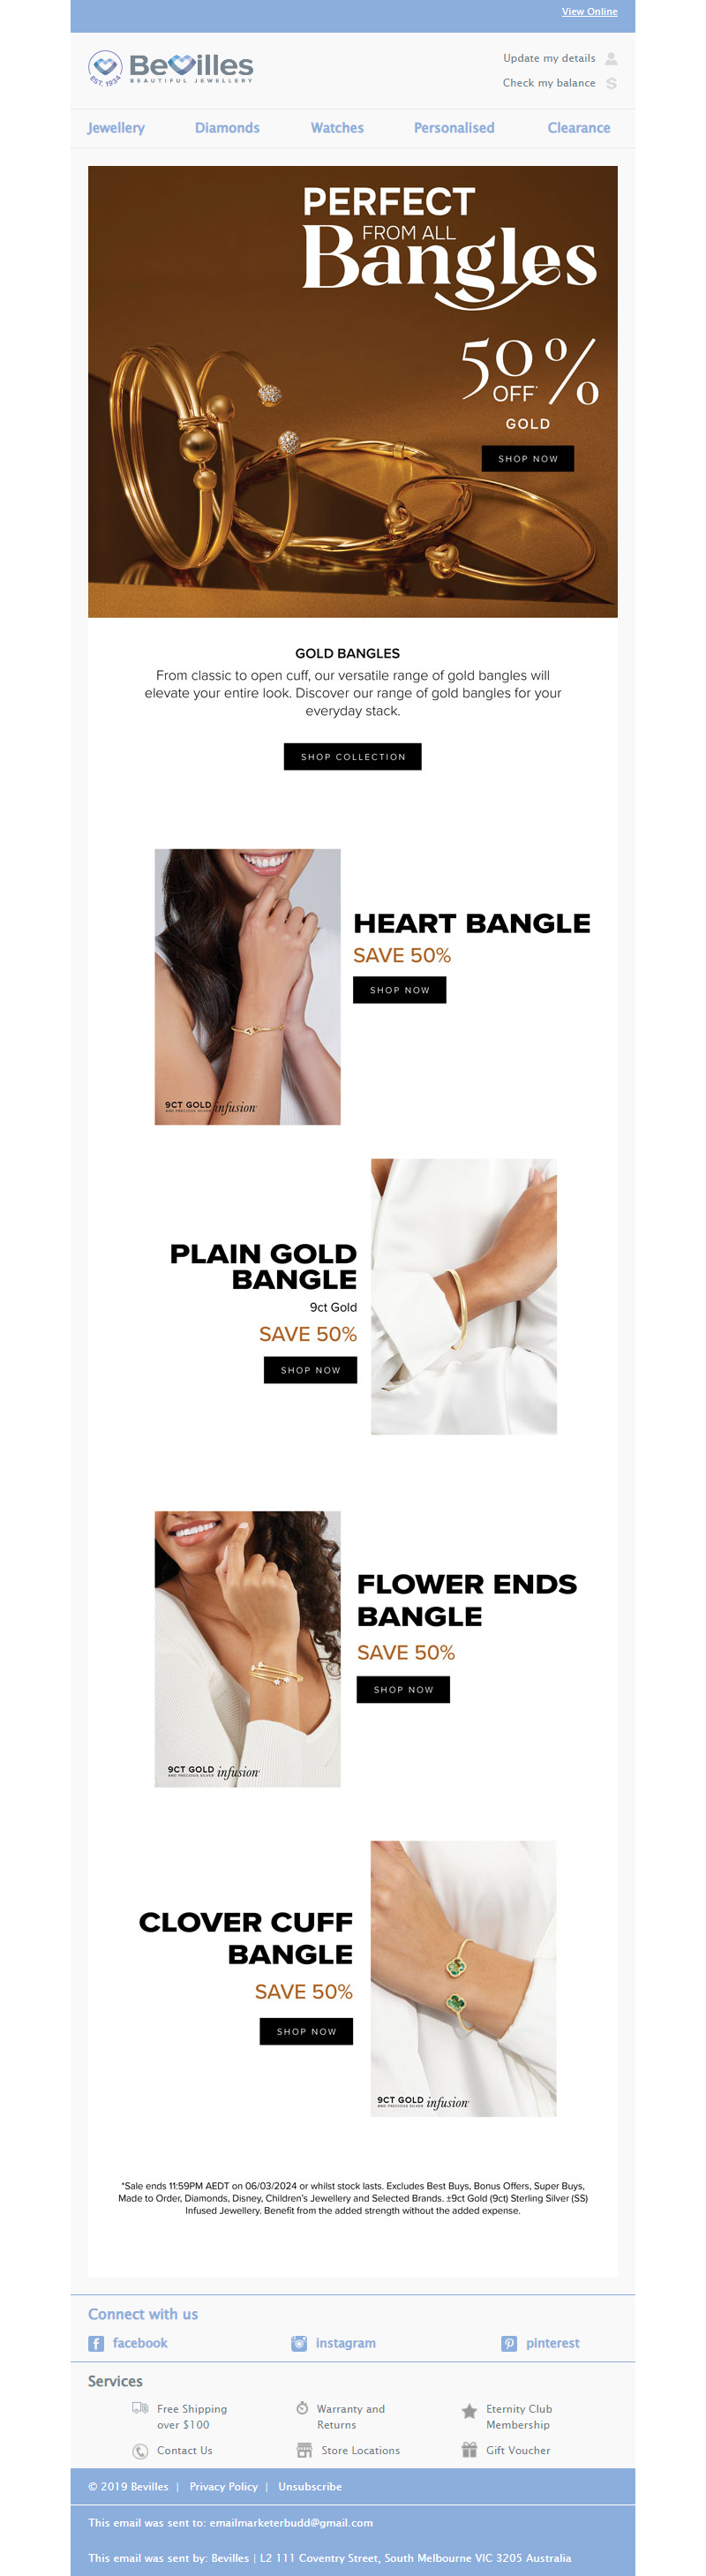 View Online
BeVilles
BEAUTIFUL JEWELLERY
EST. 1934
Update my details
Check my balance
Jewellery Diamonds Watches Personalised Clearance
PERFECT
FROM ALL
Bangles
50%
OFF*
GOLD
SHOP NOW
GOLD BANGLES
From classic to open cuff, our versatile range of gold bangles will
elevate your entire look. Discover our range of gold bangles for your
everyday stack.
SHOP COLLECTION
HEART BANGLE
SAVE 50%
SHOP NOW
9CT GOLD infusion
AND PRECIOUS SILVER
PLAIN GOLD
BANGLE
9ct Gold
SAVE 50%
SHOP NOW
FLOWER ENDS
BANGLE
SAVE 50%
SHOP NOW
9CT GOLD infusion
AND PRECIOUS SILVER
CLOVER CUFF
BANGLE
SAVE 50%
SHOP NOW
9CT GOLD infusion
AND PRECIOUS SILVER
*Sale ends 11:59PM AEDT on 06/03/2024 or whilst stock lasts. Excludes Best Buys, Bonus Offers, Super Buys,
Made to Order, Diamonds, Disney, Children's Jewellery and Selected Brands. ±9ct Gold (9ct) Sterling Silver (SS)
Infused Jewellery. Benefit from the added strength without the added expense.
Connect with us
facebook instagram pinterest
Services
Free Shipping
over $100
Warranty and
Returns
Eternity Club
Membership
Contact Us
Store Locations
Gift Voucher
© 2019 Bevilles | Privacy Policy | Unsubscribe
This email was sent to: emailmarketerbudd@gmail.com
This email was sent by: Bevilles | L2 111 Coventry Street, South Melbourne VIC 3205 Australia